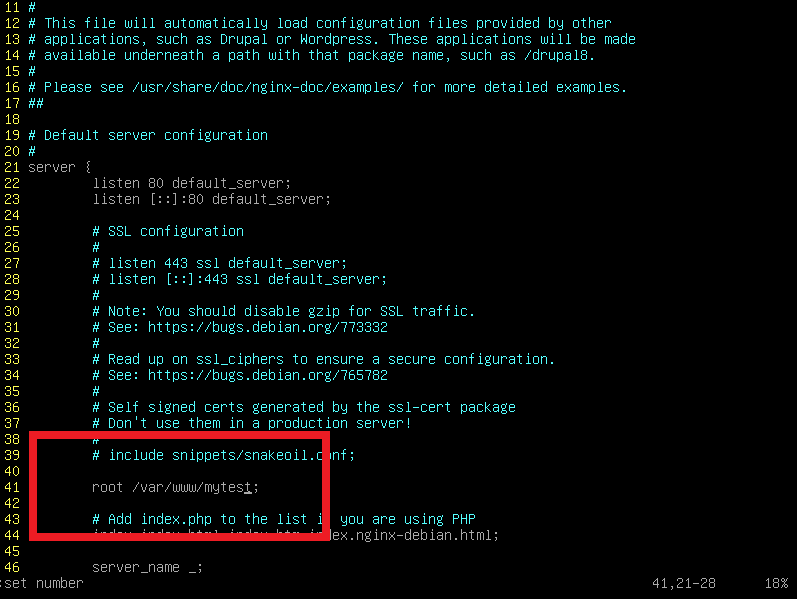 11 #
12 # This file will automatically load configuration files provided by other
13 # applications, such as Drupal or Wordpress. These applications will be made
14 # available underneath a path with that package name, such as /drupal8.
15 #
16 # Please see /usr/share/doc/nginx-doc/examples/ for more detailed examples.
17 ##
18
19 # Default server configuration
20 #
21 server {
22         listen 80 default_server;
23         listen [::]:80 default_server;
24
25         # SSL configuration
26         #
27         # listen 443 ssl default_server;
28         # listen [::]:443 ssl default_server;
29         #
30         # Note: You should disable gzip for SSL traffic.
31         # See: https://bugs.debian.org/773332
32         #
33         # Read up on ssl_ciphers to ensure a secure configuration.
34         # See: https://bugs.debian.org/765782
35         #
36         # Self signed certs generated by the ssl-cert package
37         # Don't use them in a production server!
38         #
39         # include snippets/snakeoil.conf;
40
41         root /var/www/mytest;
42
43         # Add index.php to the list if you are using PHP
44         index index.html index.htm index.nginx-debian.html;
45
46         server_name _;
:set number 41,21-28 18%